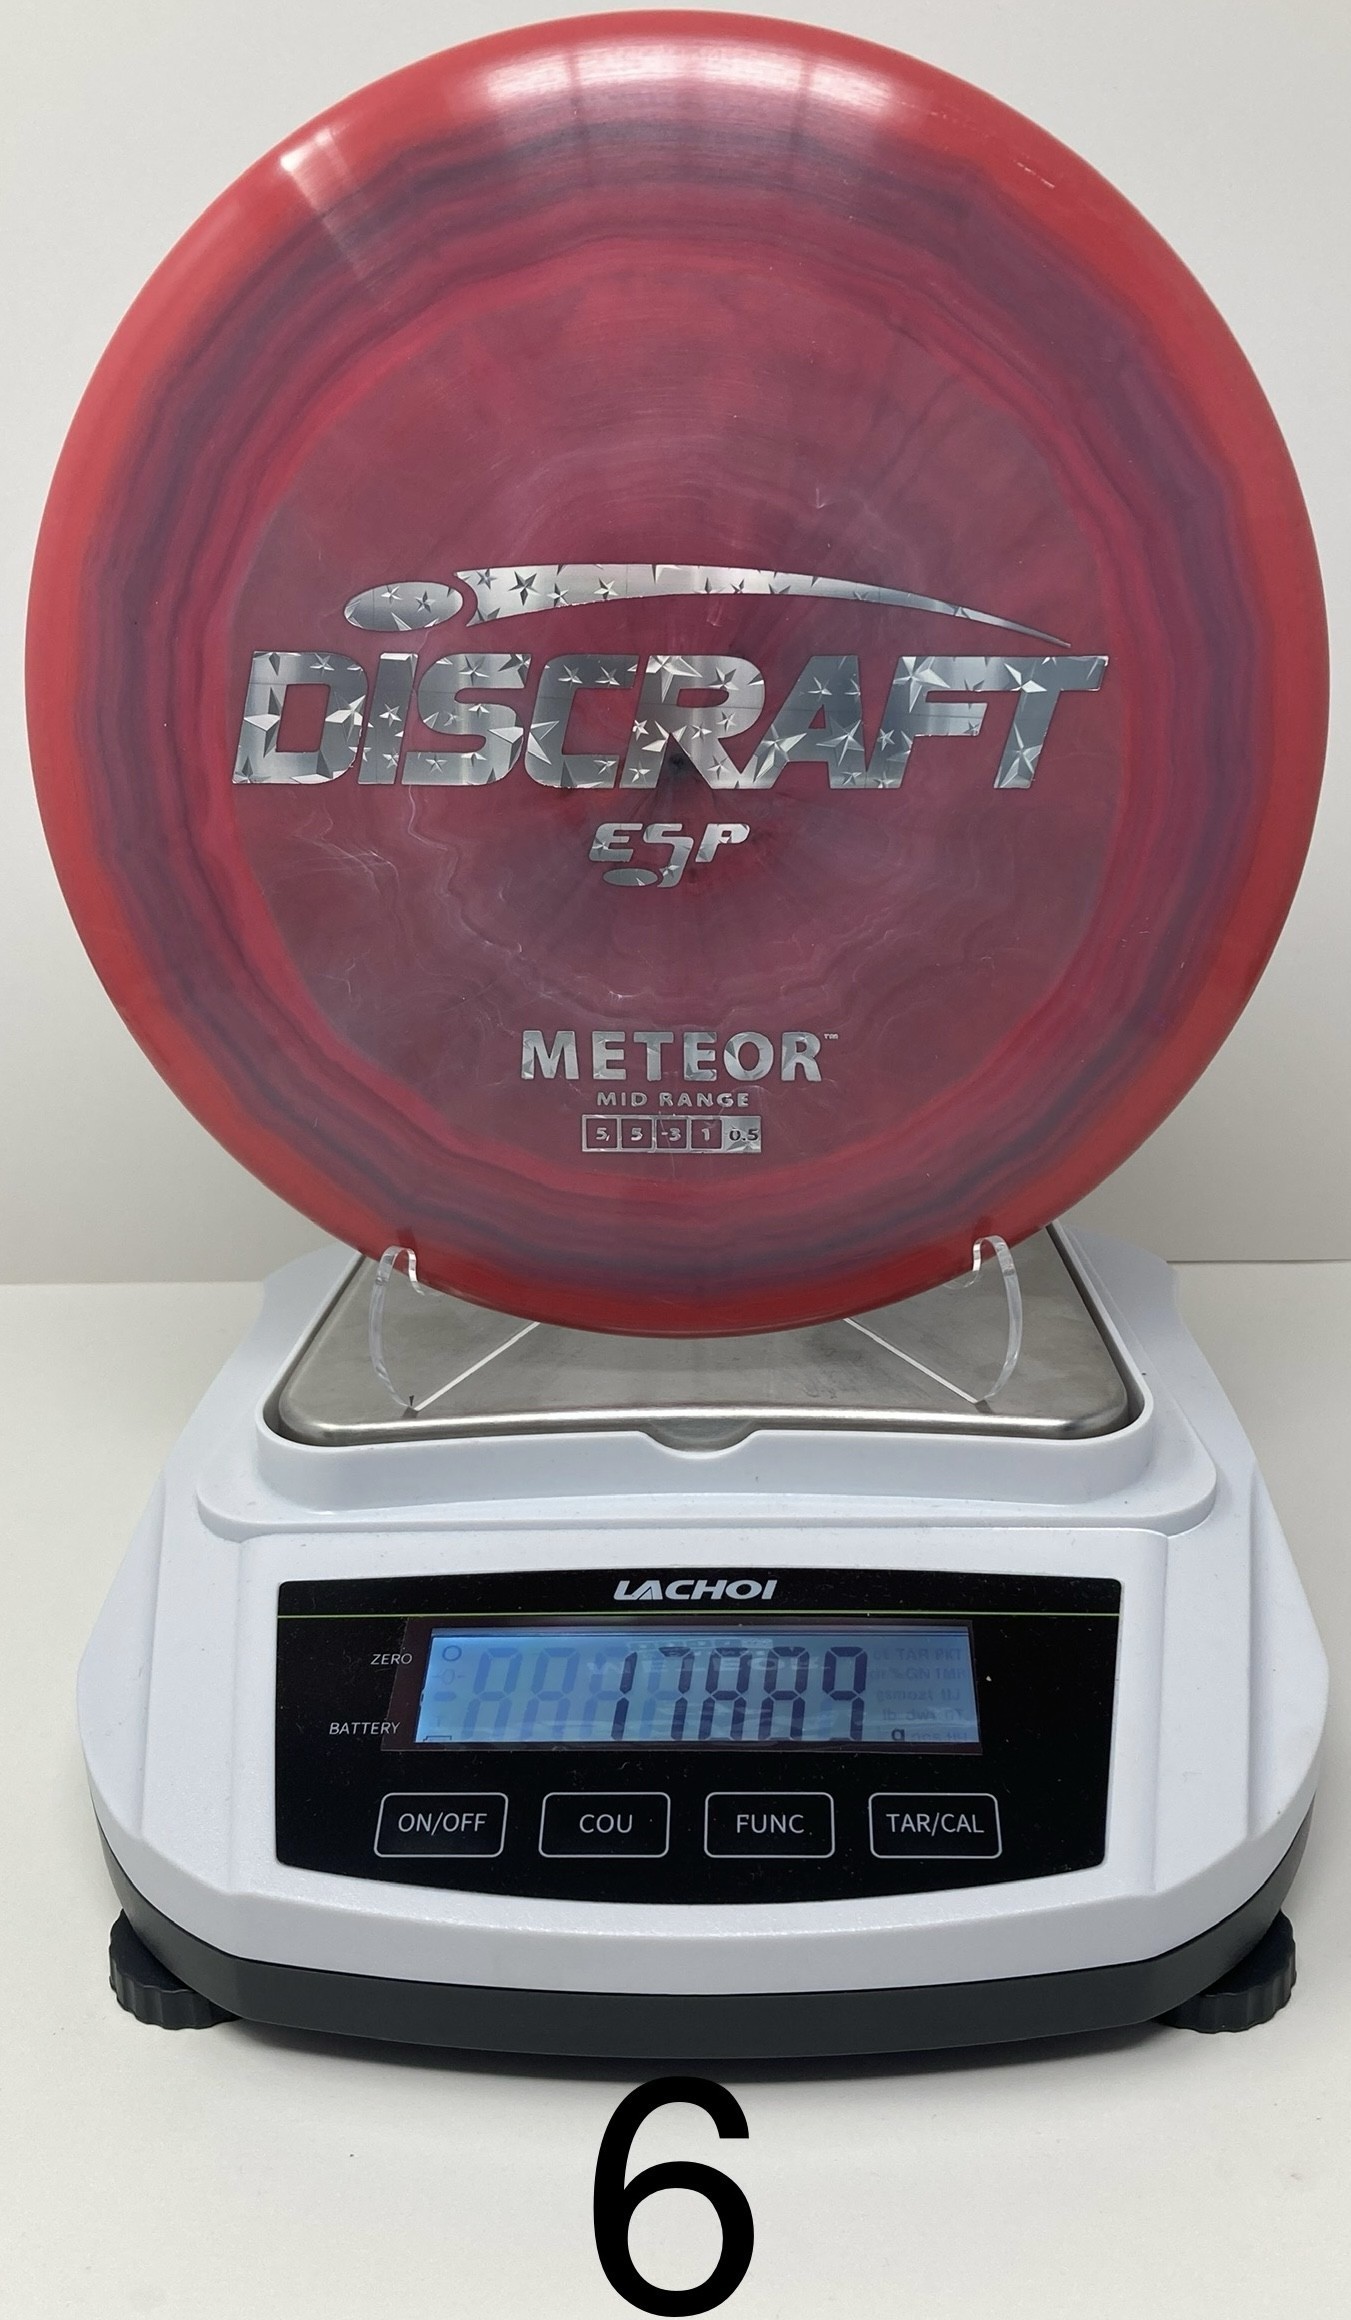 DISCRAFT
ESP
METEOR™
MID RANGE
5 5 -3 1 0.5
LACHOI
ZERO
BATTERY
g
ON/OFF COU FUNC TAR/CAL
6